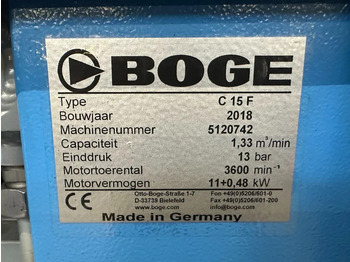 BOGE
Type C 15 F
Bouwjaar 2018
Machinenummer 5120742
Capaciteit 1,33 m³/min
Einddruk 13 bar
Motortoerental 3600 min⁻¹
Motorvermogen 11+0,48 kW
CE
Otto-Boge-Straße 1-7 Fon +49(0)5206/601-0
D-33739 Bielefeld Fax +49(0)5206/601-200
www.boge.com info@boge.com
Made in Germany